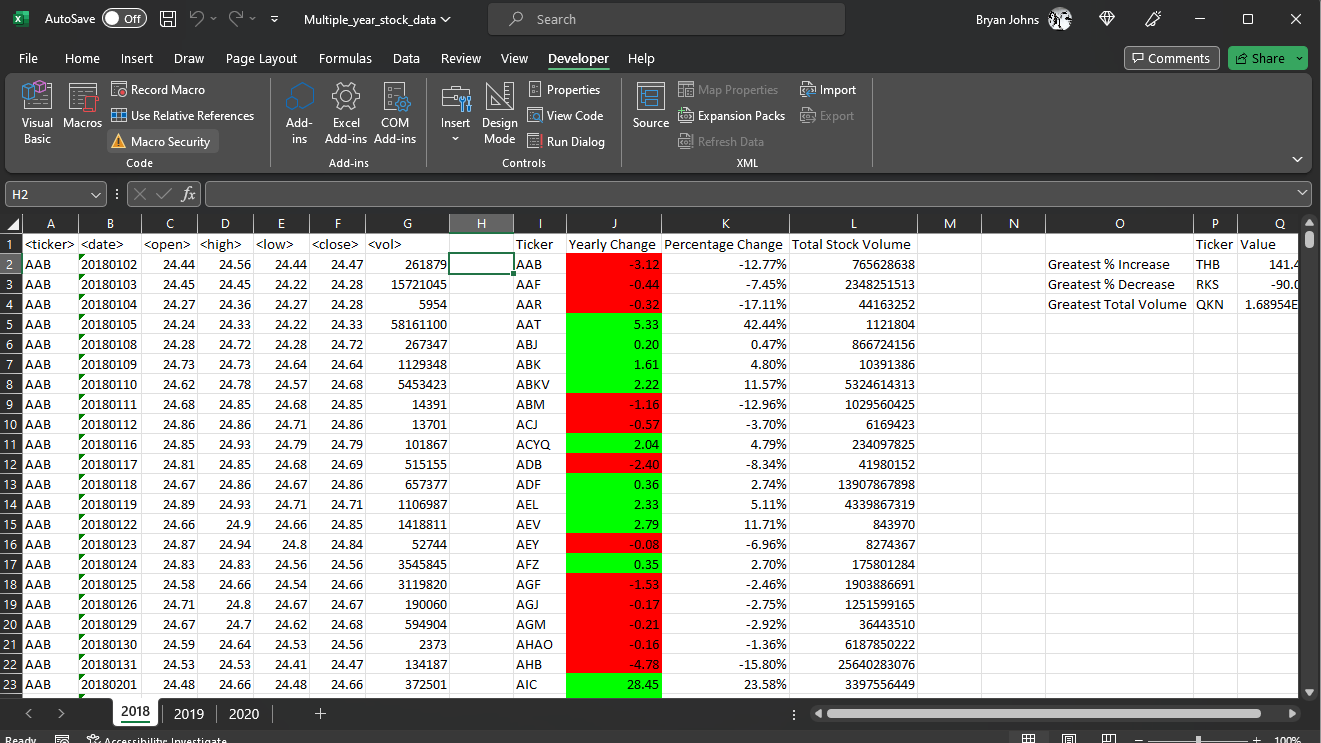 AutoSave Off Multiple_year_stock_data Search Bryan Johns
File Home Insert Draw Page Layout Formulas Data Review View Developer Help Comments Share
Visual Basic Macros Record Macro Use Relative References Macro Security
Add-ins Excel Add-ins COM Add-ins
Insert Design Mode Properties View Code Run Dialog
Source Map Properties Expansion Packs Refresh Data Import Export
Code Add-ins Controls XML
H2 fx
A B C D E F G H I J K L M N O P Q
1 <ticker> <date> <open> <high> <low> <close> <vol> Ticker Yearly Change Percentage Change Total Stock Volume Ticker Value
2 AAB 20180102 24.44 24.56 24.44 24.47 261879 AAB -3.12 -12.77% 765628638 Greatest % Increase THB 141.4
3 AAB 20180103 24.45 24.45 24.22 24.28 15721045 AAF -0.44 -7.45% 2348251513 Greatest % Decrease RKS -90.0
4 AAB 20180104 24.27 24.36 24.27 24.28 5954 AAR -0.32 -17.11% 44163252 Greatest Total Volume QKN 1.68954E
5 AAB 20180105 24.24 24.33 24.22 24.33 58161100 AAT 5.33 42.44% 1121804
6 AAB 20180108 24.28 24.72 24.28 24.72 267347 ABJ 0.20 0.47% 866724156
7 AAB 20180109 24.73 24.73 24.64 24.64 1129348 ABK 1.61 4.80% 10391386
8 AAB 20180110 24.62 24.78 24.57 24.68 5453423 ABKV 2.22 11.57% 5324614313
9 AAB 20180111 24.68 24.85 24.68 24.85 14391 ABM -1.16 -12.96% 1029560425
10 AAB 20180112 24.86 24.86 24.71 24.86 13701 ACJ -0.57 -3.70% 6169423
11 AAB 20180116 24.85 24.93 24.79 24.79 101867 ACYQ 2.04 4.79% 234097825
12 AAB 20180117 24.81 24.85 24.68 24.69 515155 ADB -2.40 -8.34% 41980152
13 AAB 20180118 24.67 24.86 24.67 24.86 657377 ADF 0.36 2.74% 13907867898
14 AAB 20180119 24.89 24.93 24.71 24.71 1106987 AEL 2.33 5.11% 4339867319
15 AAB 20180122 24.66 24.9 24.66 24.85 1418811 AEV 2.79 11.71% 843970
16 AAB 20180123 24.87 24.94 24.8 24.84 52744 AEY -0.08 -6.96% 8274367
17 AAB 20180124 24.83 24.83 24.56 24.56 3545845 AFZ 0.35 2.70% 175801284
18 AAB 20180125 24.58 24.66 24.54 24.66 3119820 AGF -1.53 -2.46% 1903886691
19 AAB 20180126 24.71 24.8 24.67 24.67 190060 AGJ -0.17 -2.75% 1251599165
20 AAB 20180129 24.67 24.7 24.62 24.68 594904 AGM -0.21 -2.92% 36443510
21 AAB 20180130 24.59 24.64 24.53 24.56 2373 AHAO -0.16 -1.36% 6187850222
22 AAB 20180131 24.53 24.53 24.41 24.47 134187 AHB -4.78 -15.80% 25640283076
23 AAB 20180201 24.48 24.66 24.48 24.66 372501 AIC 28.45 23.58% 3397556449
2018 2019 2020
Ready Accessibility: Investigate 100%